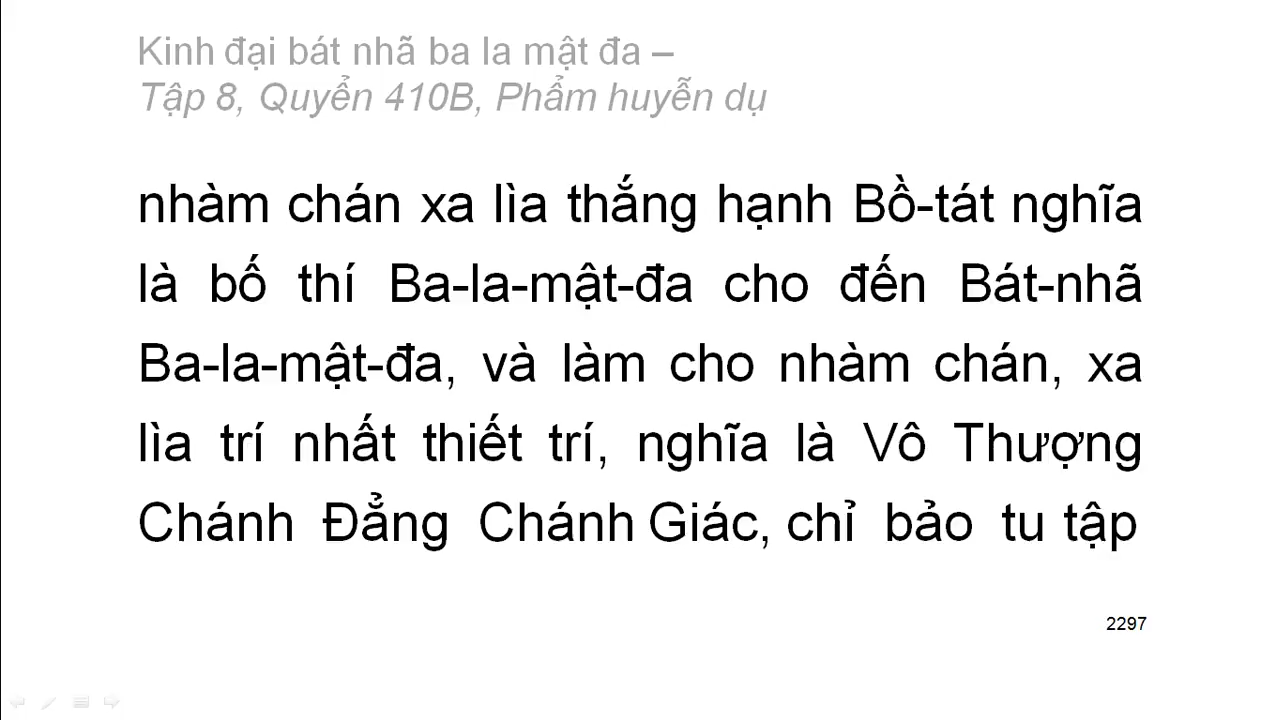 Kinh đại bát nhã ba la mật đa –
Tập 8, Quyển 410B, Phẩm huyễn dụ
nhàm chán xa lìa thắng hạnh Bồ-tát nghĩa
là bố thí Ba-la-mật-đa cho đến Bát-nhã
Ba-la-mật-đa, và làm cho nhàm chán, xa
lìa trí nhất thiết trí, nghĩa là Vô Thượng
Chánh Đẳng Chánh Giác, chỉ bảo tu tập
2297